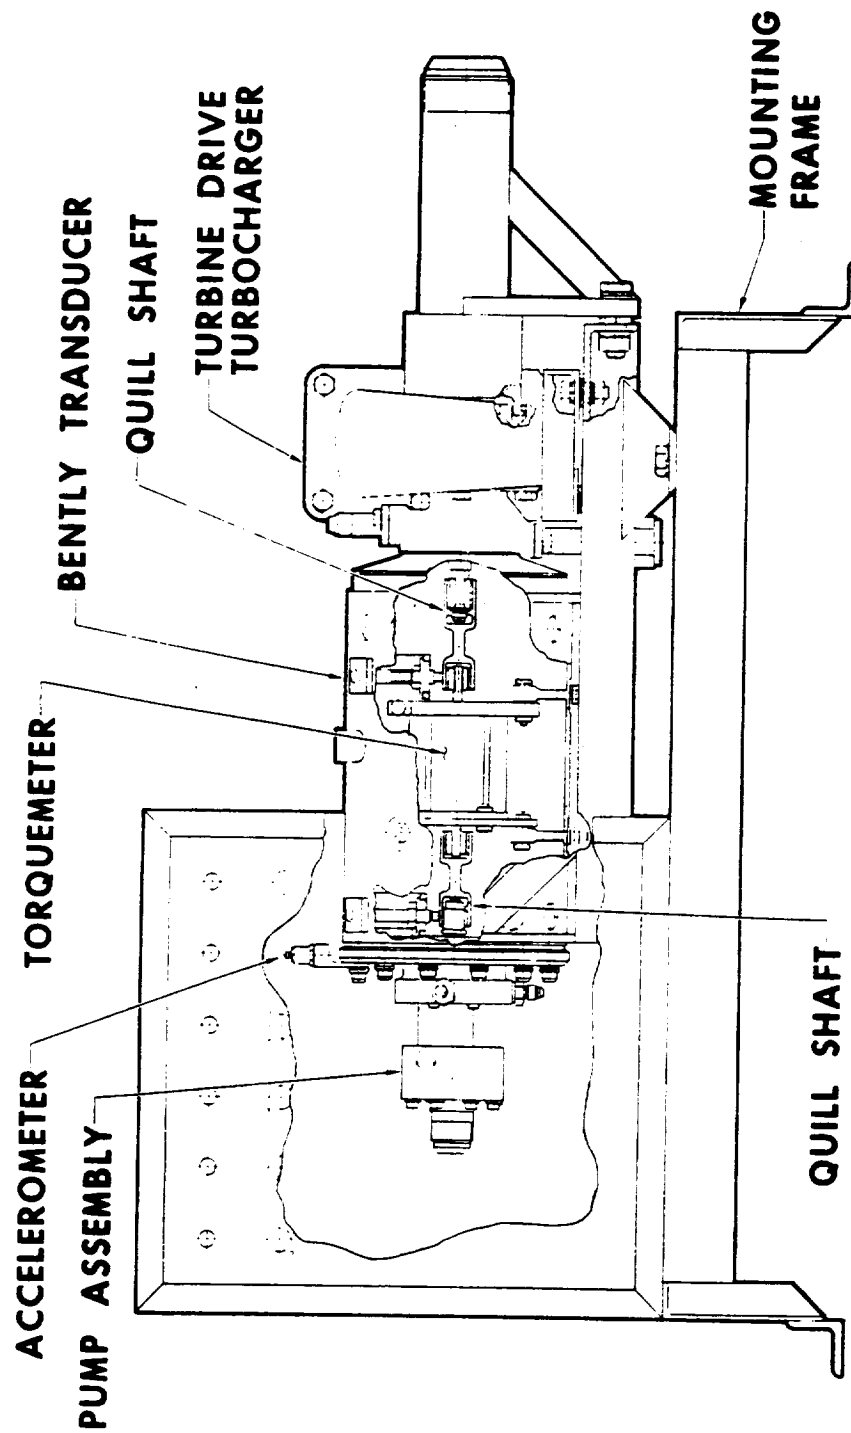 ACCELEROMETER
PUMP ASSEMBLY
TORQUEMETER
BENTLY TRANSDUCER
QUILL SHAFT
TURBINE DRIVE
TURBOCHARGER
QUILL SHAFT
MOUNTING
FRAME